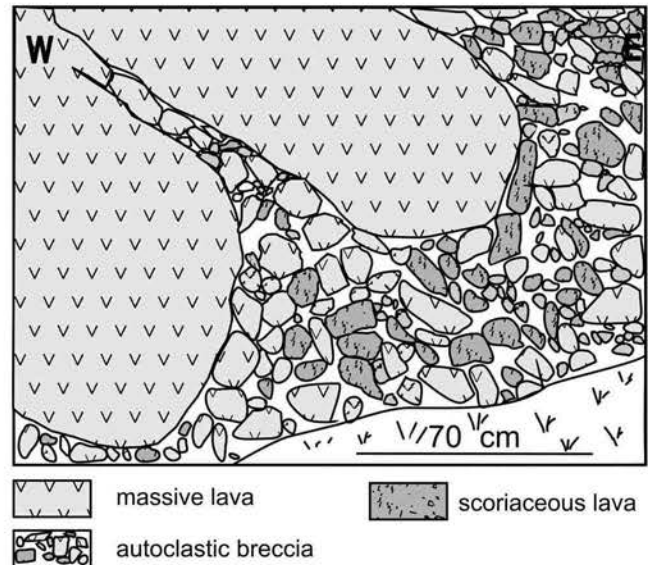 W E
70 cm
massive lava
scoriaceous lava
autoclastic breccia